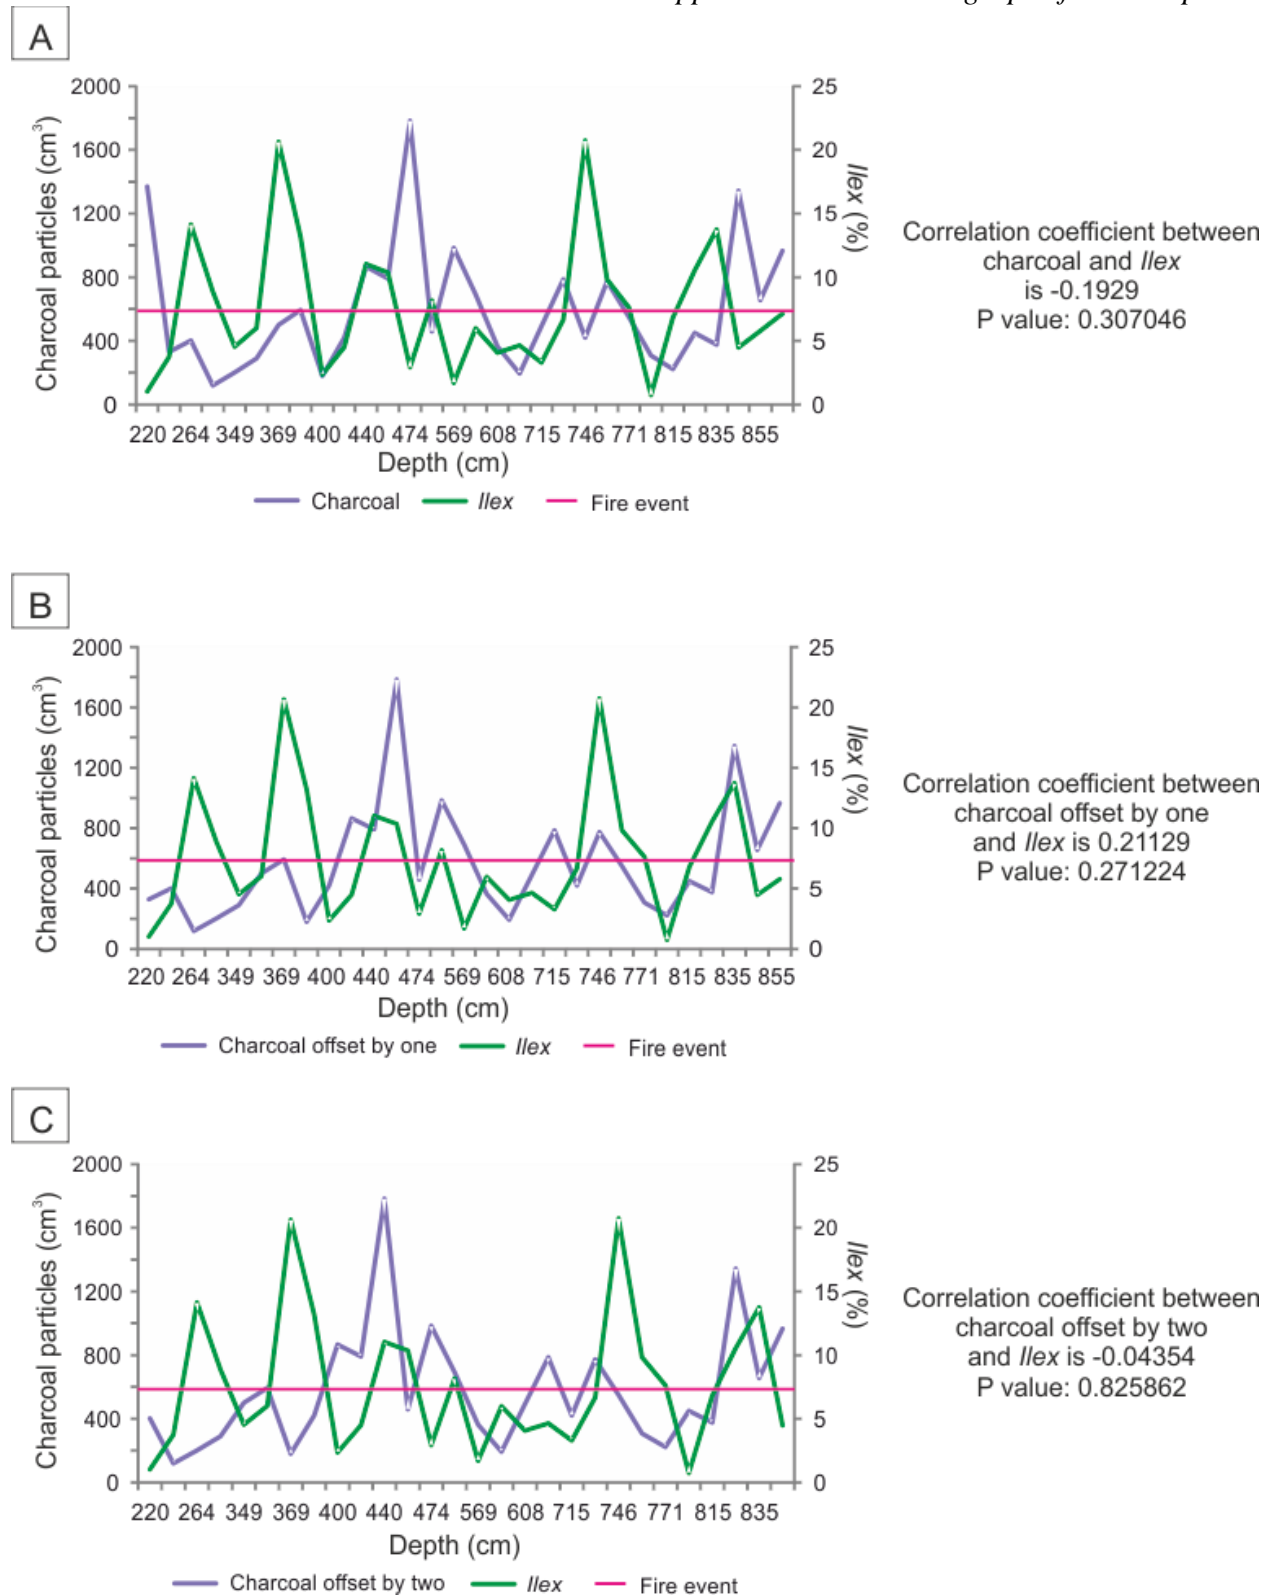 A
2000
1600
1200
800
400
0
25
20
15
10
5
0
Charcoal particles (cm³)
Ilex (%)
220 264 349 369 400 440 474 569 608 715 746 771 815 835 855
Depth (cm)
Charcoal Ilex Fire event
Correlation coefficient between
charcoal and Ilex
is -0.1929
P value: 0.307046
B
2000
1600
1200
800
400
0
25
20
15
10
5
0
Charcoal particles (cm³)
Ilex (%)
220 264 349 369 400 440 474 569 608 715 746 771 815 835 855
Depth (cm)
Charcoal offset by one Ilex Fire event
Correlation coefficient between
charcoal offset by one
and Ilex is 0.21129
P value: 0.271224
C
2000
1600
1200
800
400
0
25
20
15
10
5
0
Charcoal particles (cm³)
Ilex (%)
220 264 349 369 400 440 474 569 608 715 746 771 815 835
Depth (cm)
Charcoal offset by two Ilex Fire event
Correlation coefficient between
charcoal offset by two
and Ilex is -0.04354
P value: 0.825862